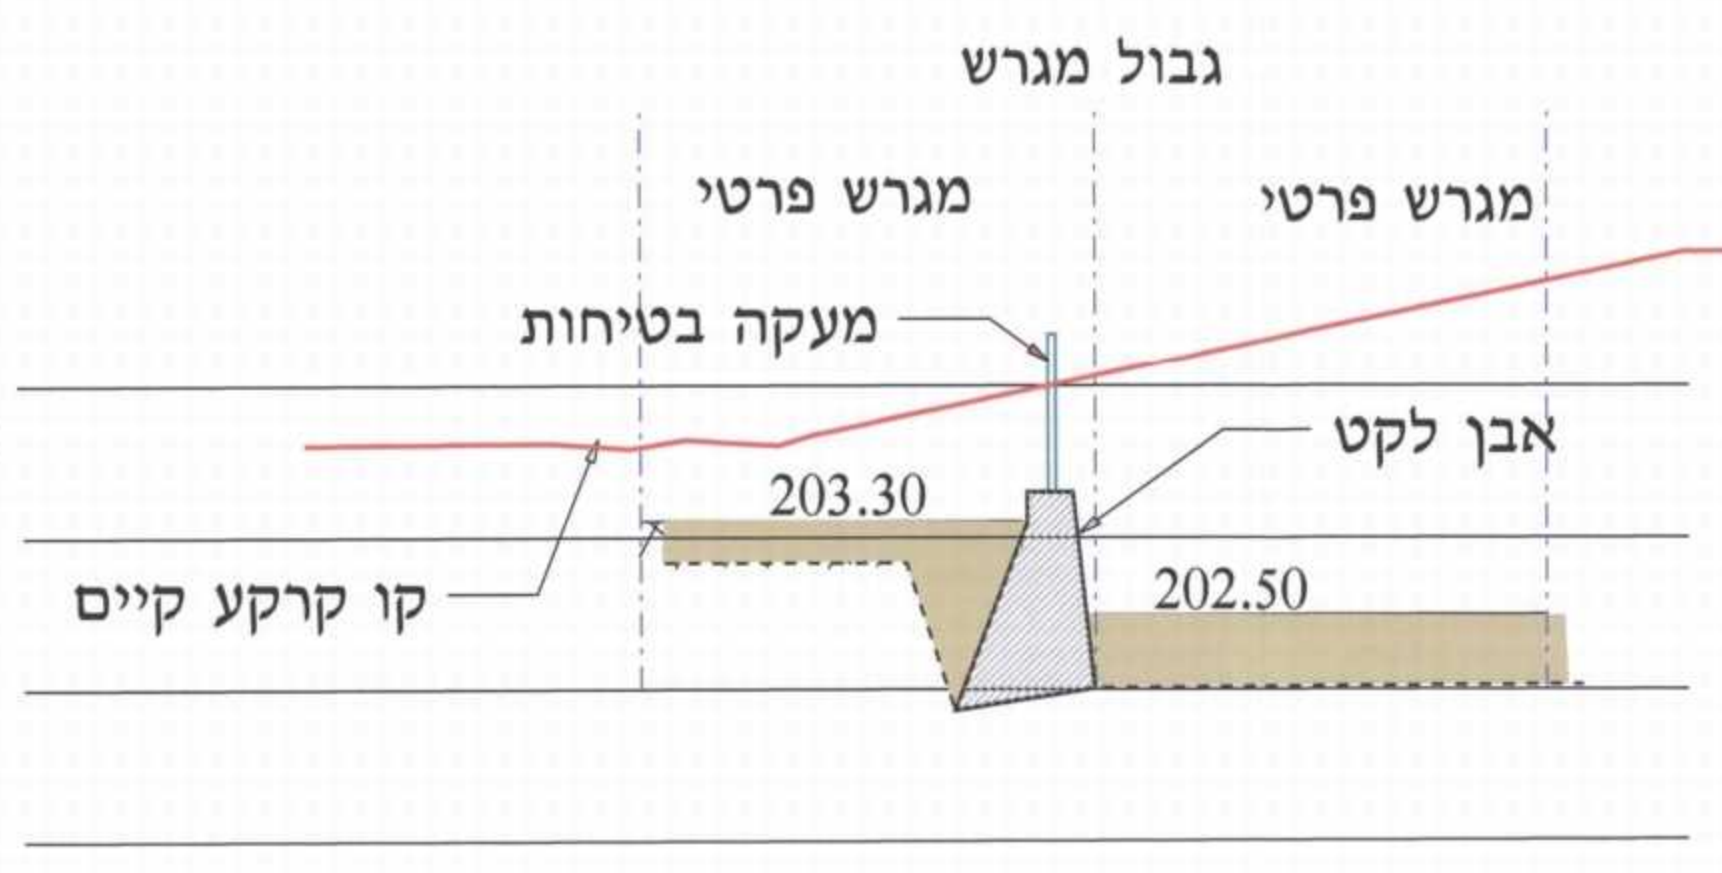 גבול מגרש
מגרש פרטי
מגרש פרטי
מעקה בטיחות
אבן לקט
203.30
202.50
קו קרקע קיים